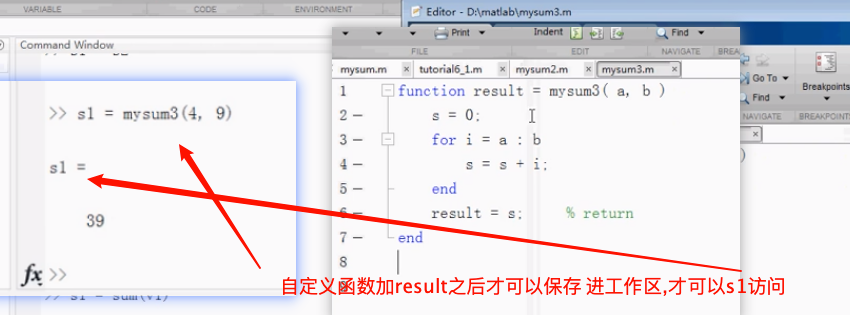 VARIABLE
CODE
ENVIRONMENT
Command Window
>> s1 = mysum3(4, 9)
s1 =
39
fx >>
>> s1 = sum(v1)
Editor - D:\matlab\mysum3.m
Print
Indent
Find
FILE
EDIT
NAVIGATE
BREA
mysum.m
tutorial6_1.m
mysum2.m
mysum3.m
1 function result = mysum3( a, b )
2 — s = 0;
3 — for i = a : b
4 — s = s + i;
5 — end
6 — result = s; % return
7 — end
8
Go To
Find
Breakpoints
NAVIGATE
BREAKPOINT
自定义函数加result之后才可以保存 进工作区,才可以s1访问